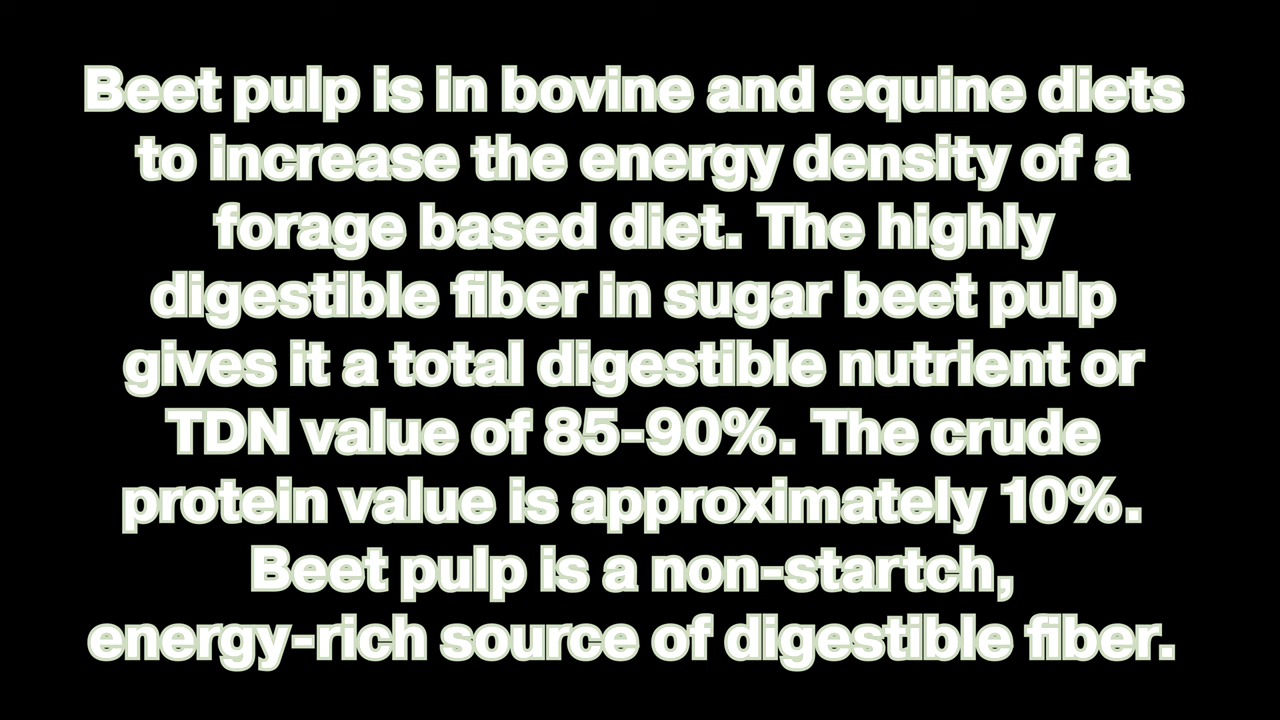 Beet pulp is in bovine and equine diets
to increase the energy density of a
forage based diet. The highly
digestible fiber in sugar beet pulp
gives it a total digestible nutrient or
TDN value of 85-90%. The crude
protein value is approximately 10%.
Beet pulp is a non-startch,
energy-rich source of digestible fiber.